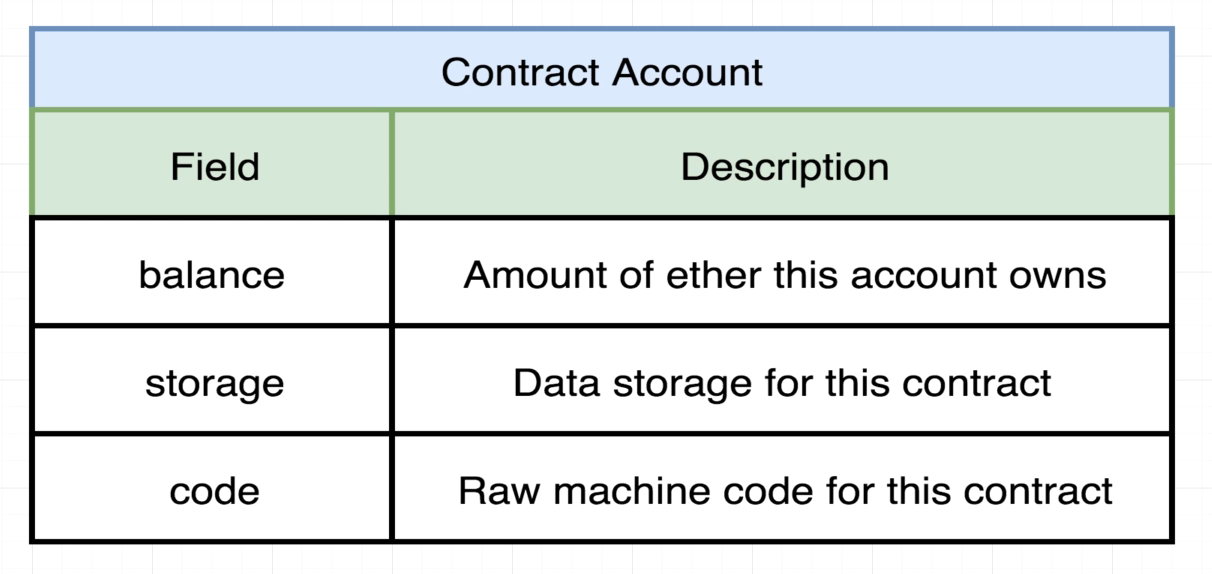 Contract Account
Field Description
balance Amount of ether this account owns
storage Data storage for this contract
code Raw machine code for this contract